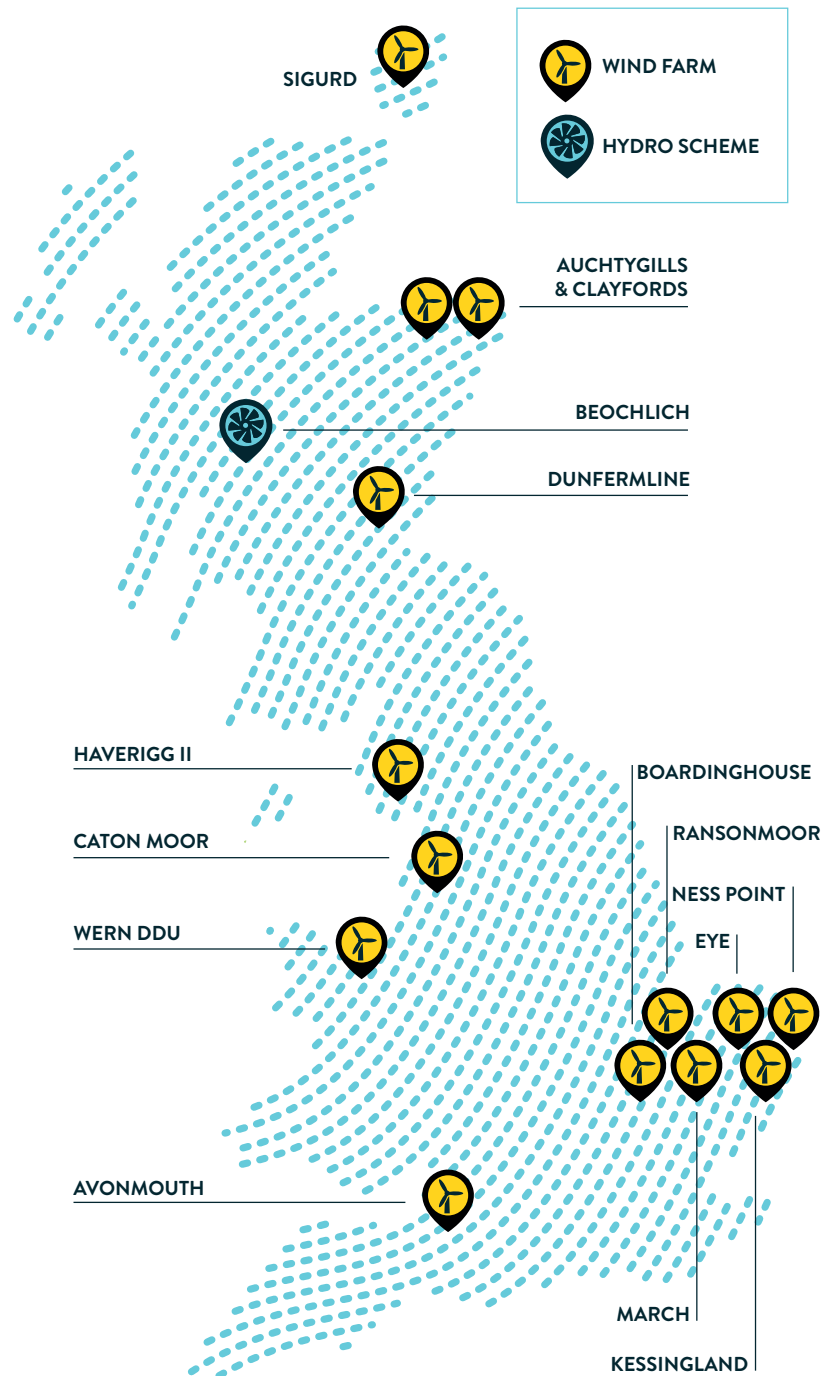 SIGURD
WIND FARM
HYDRO SCHEME
AUCHTYGILLS
& CLAYFORDS
BEOCHLICH
DUNFERMLINE
HAVERIGG II
BOARDINGHOUSE
CATON MOOR
RANSONMOOR
NESS POINT
WERN DDU
EYE
AVONMOUTH
MARCH
KESSINGLAND